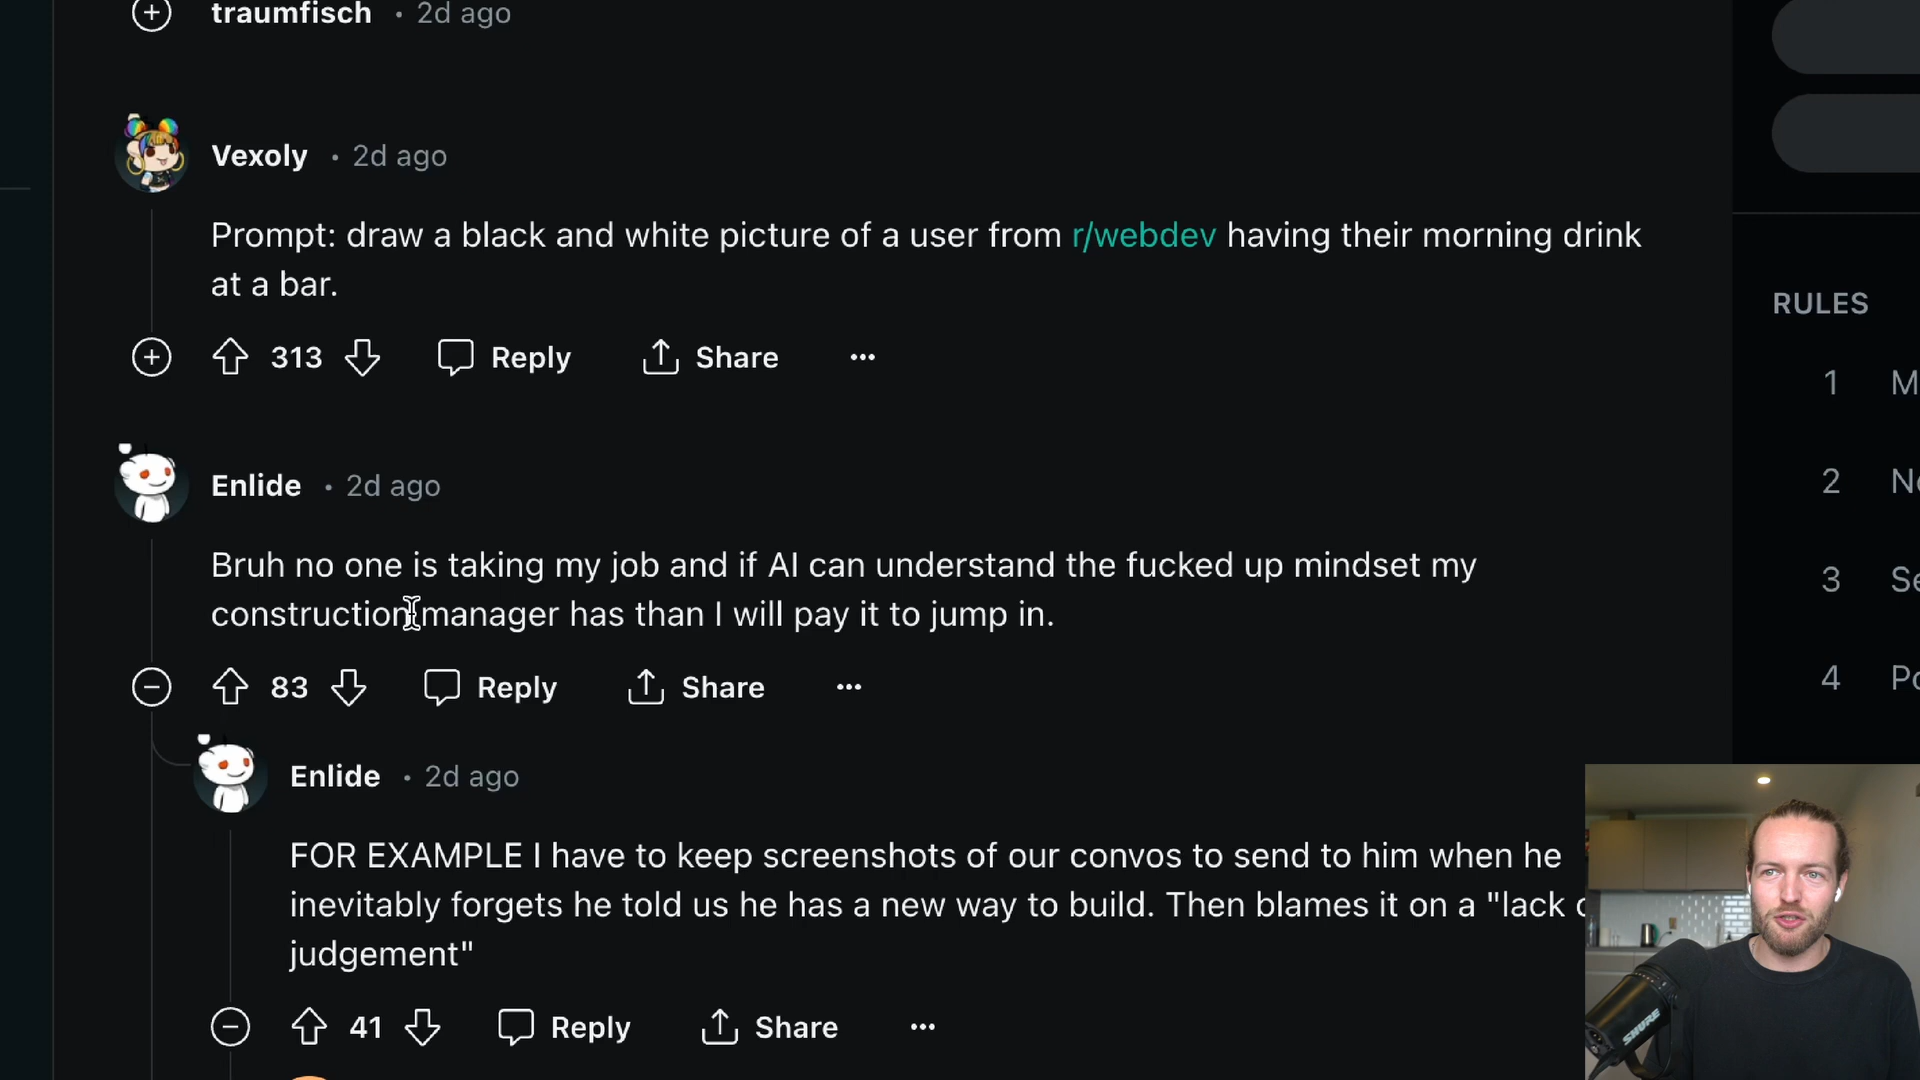 traumfisch • 2d ago
Vexoly • 2d ago
Prompt: draw a black and white picture of a user from r/webdev having their morning drink
at a bar.
313 Reply Share
Enlide • 2d ago
Bruh no one is taking my job and if AI can understand the fucked up mindset my
construction manager has than I will pay it to jump in.
83 Reply Share
Enlide • 2d ago
FOR EXAMPLE I have to keep screenshots of our convos to send to him when he
inevitably forgets he told us he has a new way to build. Then blames it on a "lack
judgement"
41 Reply Share
RULES
1 M
2
3
4
SHURE